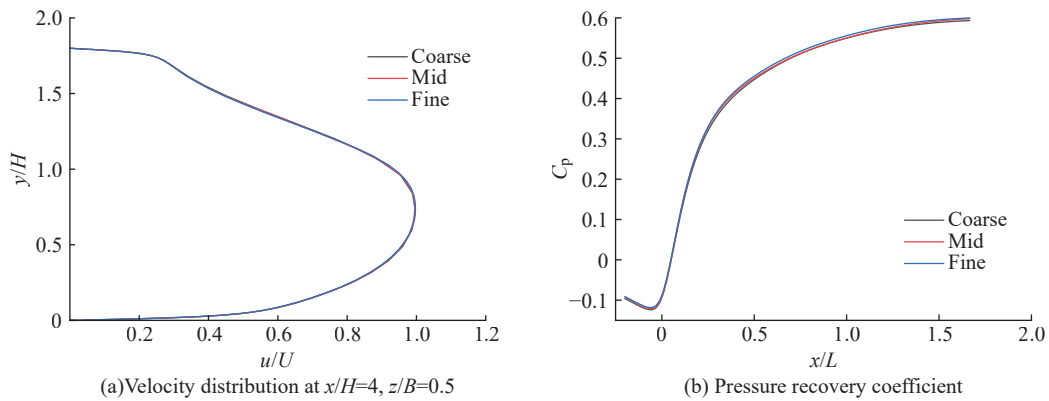 2.0
1.5
1.0
0.5
0
y/H
0.2
0.4
0.6
0.8
1.0
1.2
u/U
Coarse
Mid
Fine
(a)Velocity distribution at x/H=4, z/B=0.5
0.6
0.5
0.4
0.3
0.2
0.1
0
−0.1
Cp
0
0.5
1.0
1.5
2.0
x/L
Coarse
Mid
Fine
(b) Pressure recovery coefficient